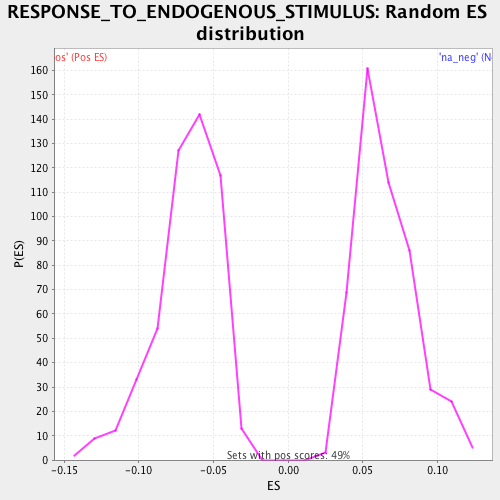 RESPONSE_TO_ENDOGENOUS_STIMULUS: Random ES
distribution
os' (Pos ES)
'na_neg' (N
160
150
140
130
120
110
100
90
80
70
60
50
40
30
20
10
0
P(ES)
Sets with pos scores: 49%
-0.15 -0.10 -0.05 0.00 0.05 0.10
ES